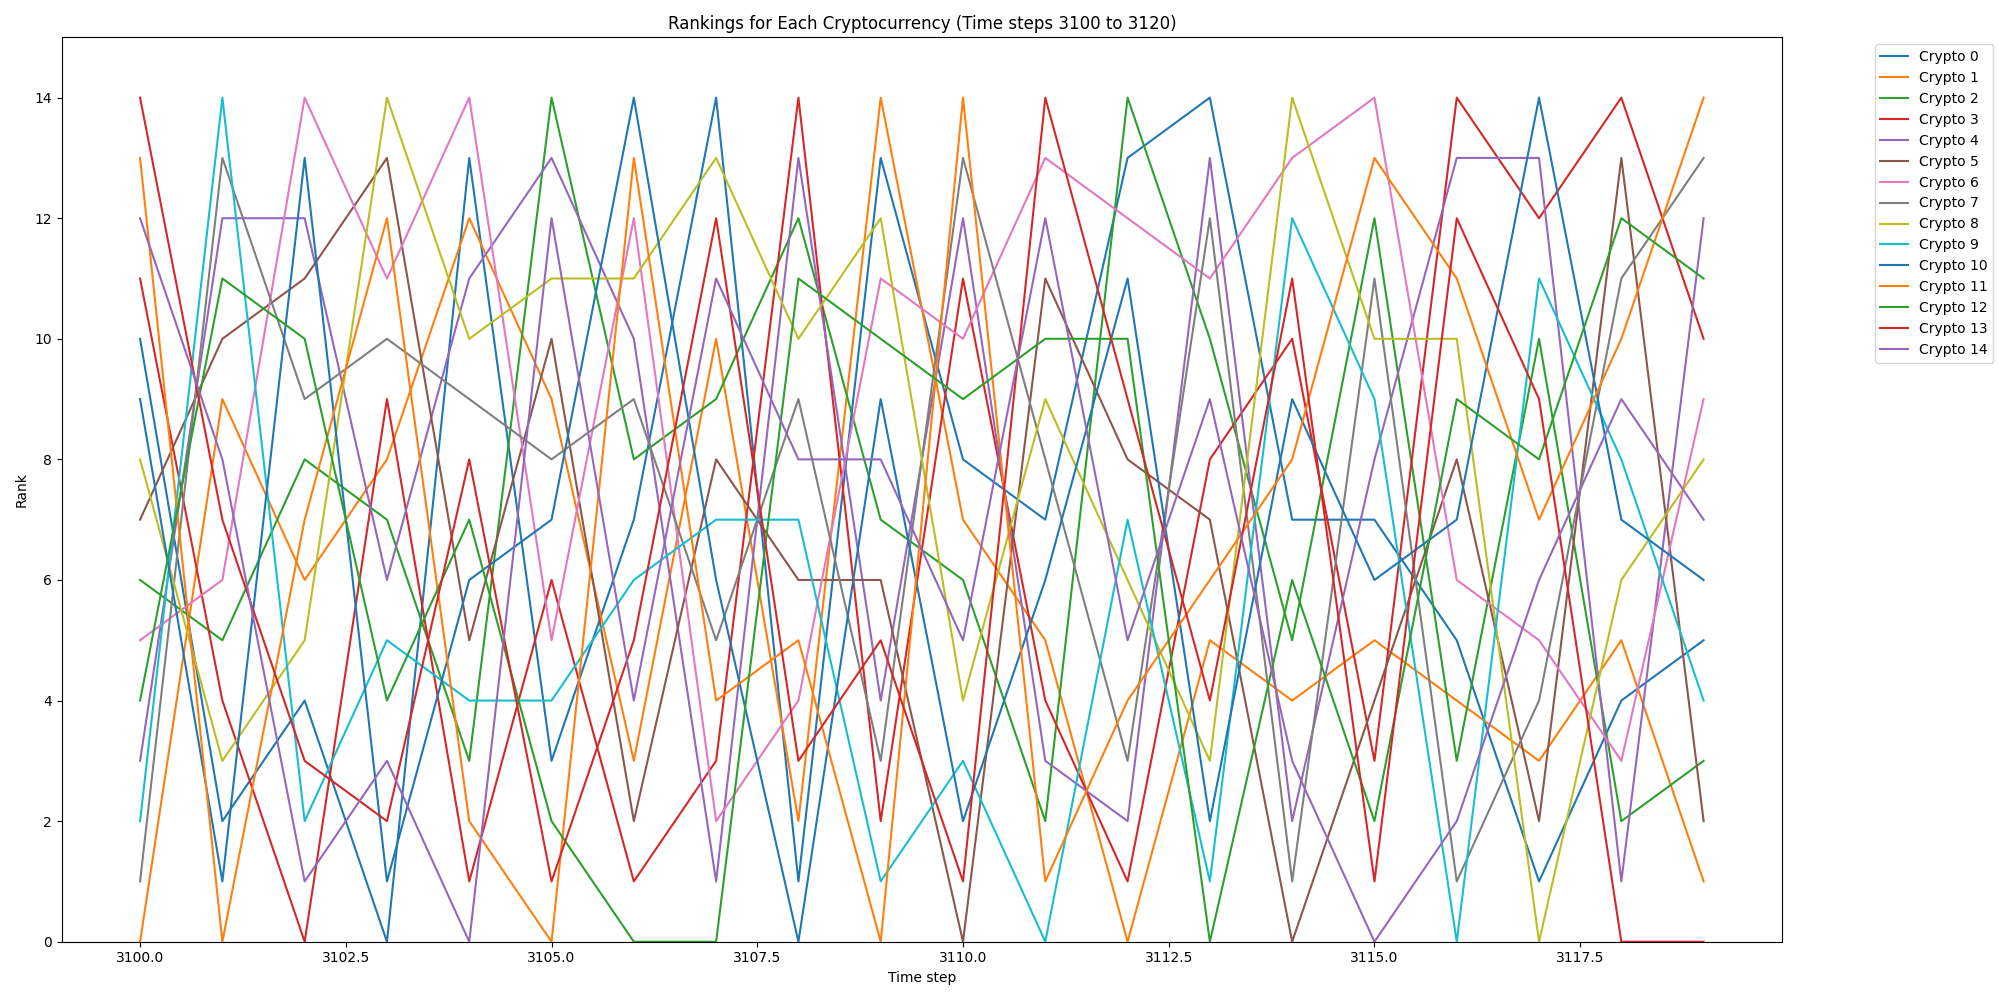 Rankings for Each Cryptocurrency (Time steps 3100 to 3120)
Rank
14
12
10
8
6
4
2
0
3100.0 3102.5 3105.0 3107.5 3110.0 3112.5 3115.0 3117.5
Time step
Crypto 0
Crypto 1
Crypto 2
Crypto 3
Crypto 4
Crypto 5
Crypto 6
Crypto 7
Crypto 8
Crypto 9
Crypto 10
Crypto 11
Crypto 12
Crypto 13
Crypto 14